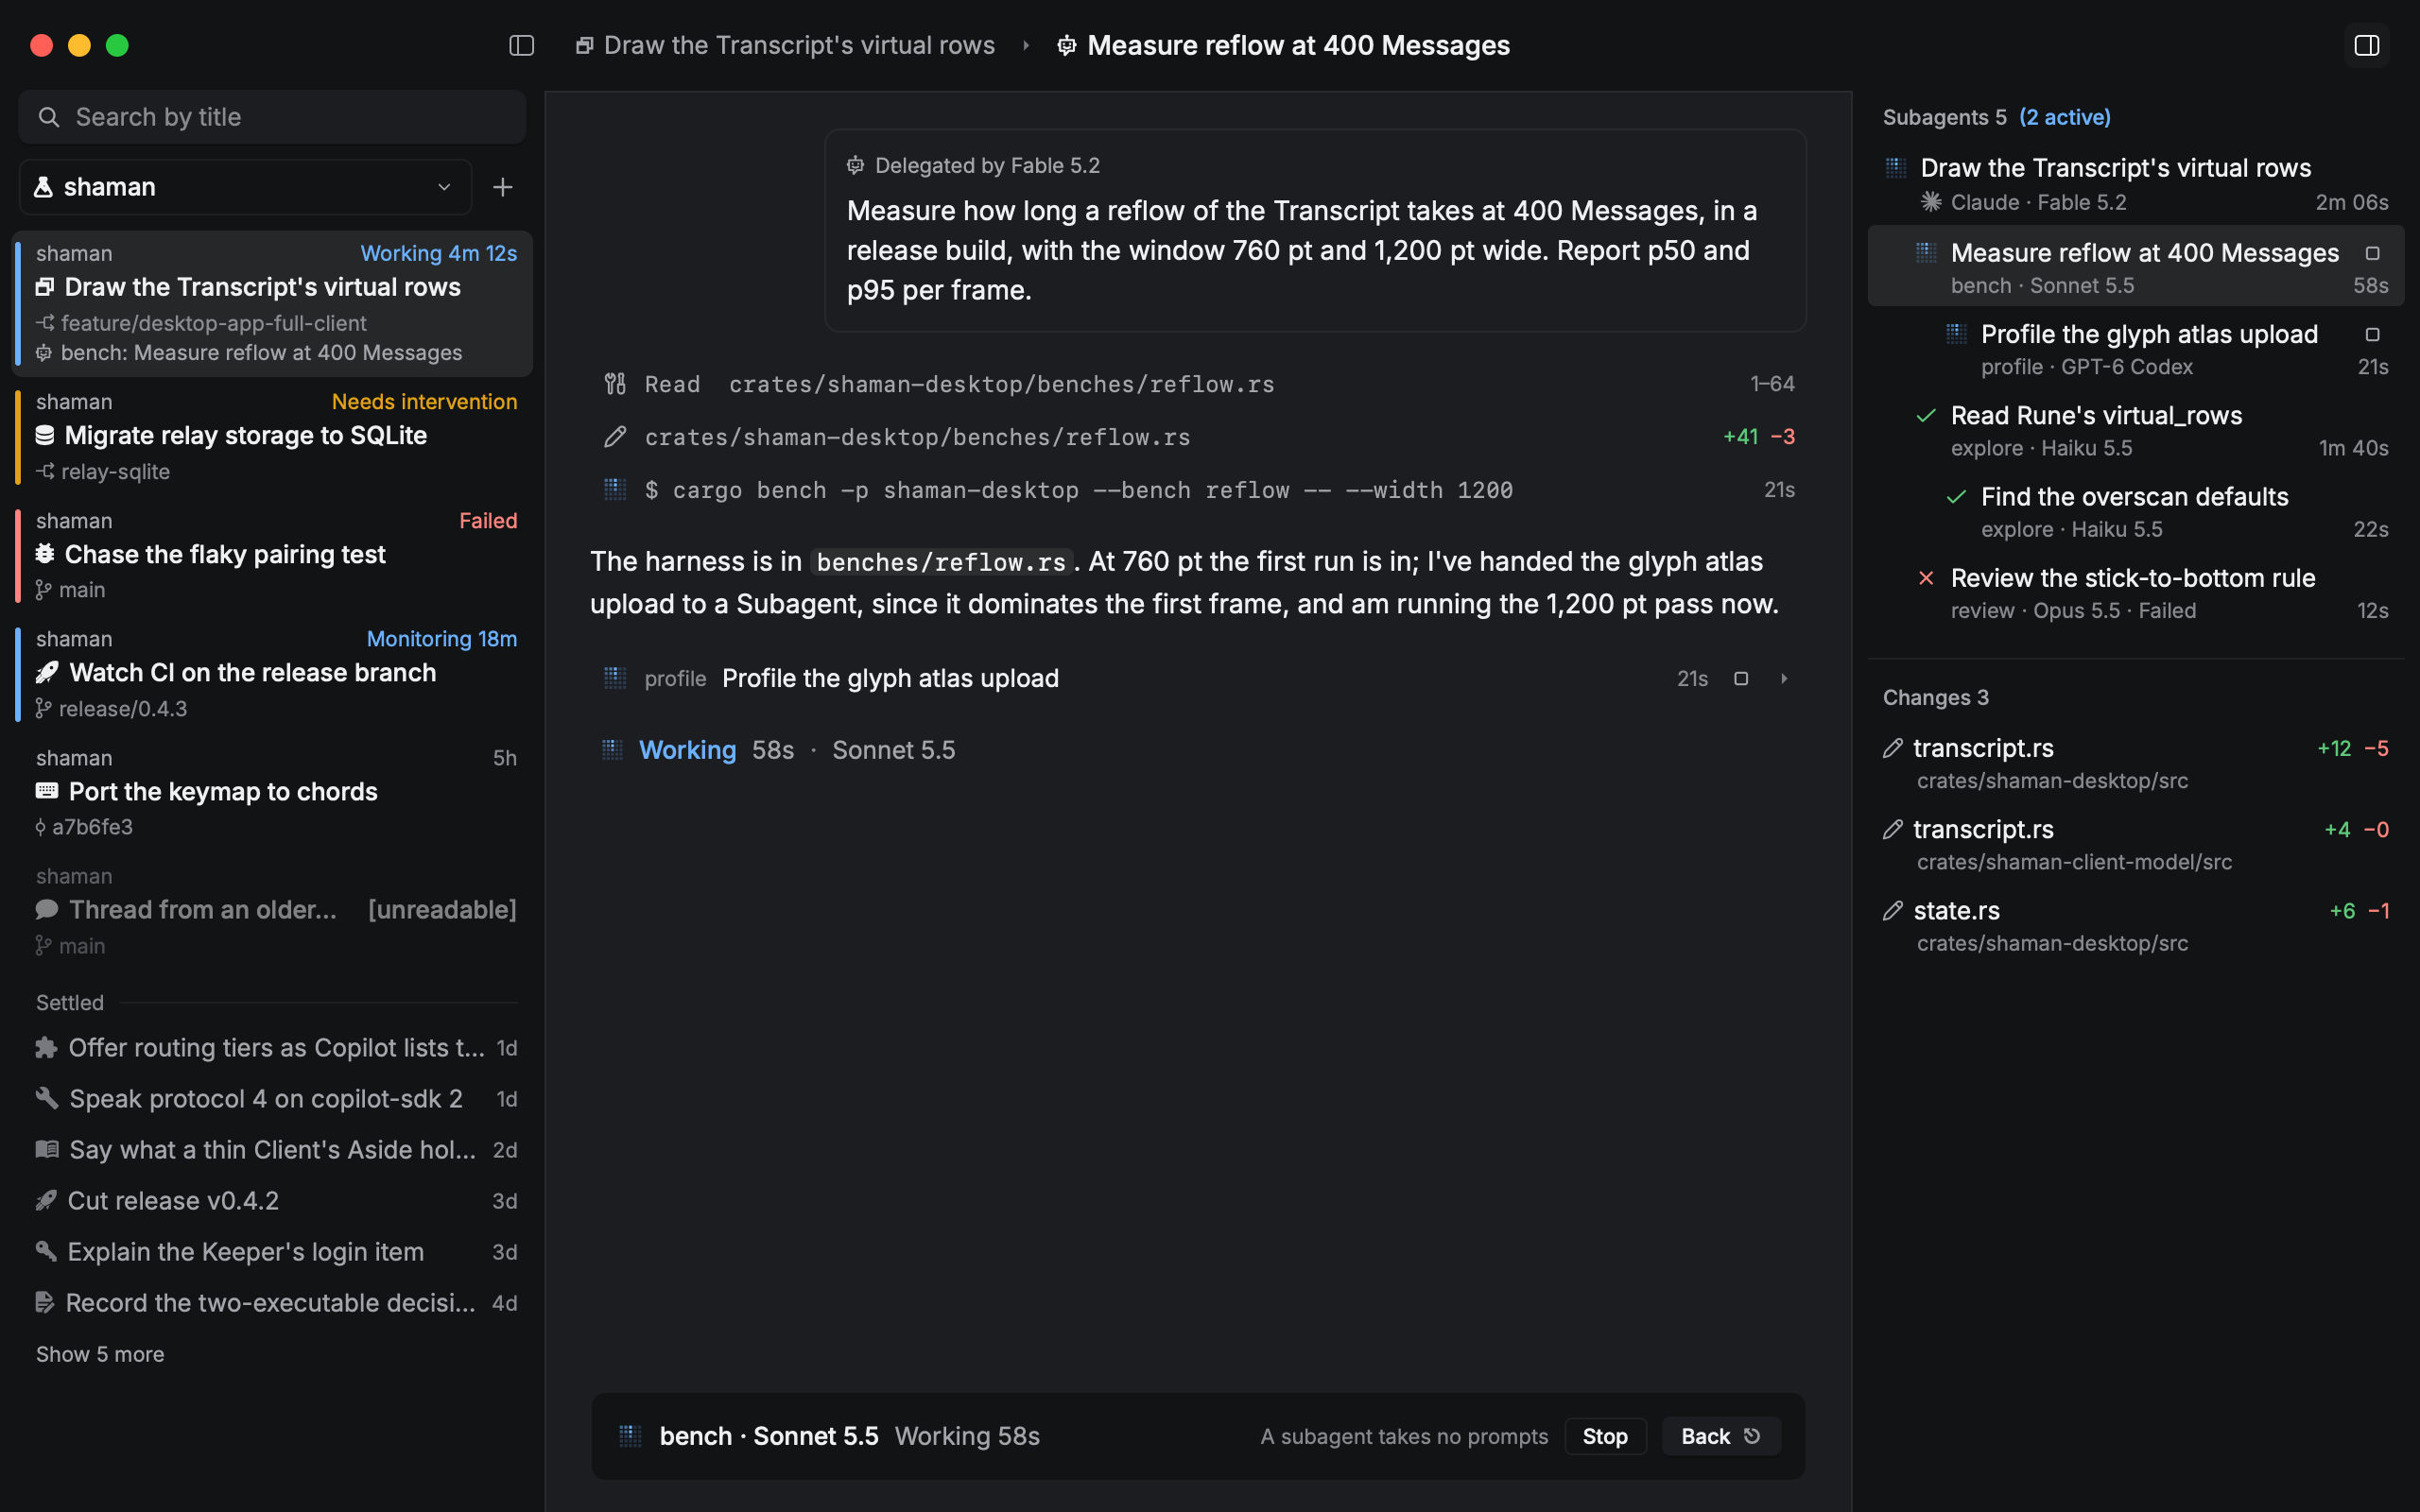 Draw the Transcript's virtual rows
Measure reflow at 400 Messages
Search by title
shaman
shaman Working 4m 12s
Draw the Transcript's virtual rows
feature/desktop-app-full-client
bench: Measure reflow at 400 Messages
shaman Needs intervention
Migrate relay storage to SQLite
relay-sqlite
shaman Failed
Chase the flaky pairing test
main
shaman Monitoring 18m
Watch CI on the release branch
release/0.4.3
shaman 5h
Port the keymap to chords
a7b6fe3
shaman
Thread from an older... [unreadable]
main
Settled
Offer routing tiers as Copilot lists t... 1d
Speak protocol 4 on copilot-sdk 2 1d
Say what a thin Client's Aside hol... 2d
Cut release v0.4.2 3d
Explain the Keeper's login item 3d
Record the two-executable decisi... 4d
Show 5 more
Delegated by Fable 5.2
Measure how long a reflow of the Transcript takes at 400 Messages, in a
release build, with the window 760 pt and 1,200 pt wide. Report p50 and
p95 per frame.
Read crates/shaman-desktop/benches/reflow.rs 1–64
crates/shaman-desktop/benches/reflow.rs +41 −3
$ cargo bench -p shaman-desktop --bench reflow -- --width 1200 21s
The harness is in benches/reflow.rs. At 760 pt the first run is in; I've handed the glyph atlas
upload to a Subagent, since it dominates the first frame, and am running the 1,200 pt pass now.
profile Profile the glyph atlas upload 21s
Working 58s · Sonnet 5.5
bench · Sonnet 5.5 Working 58s A subagent takes no prompts Stop Back
Subagents 5 (2 active)
Draw the Transcript's virtual rows
Claude · Fable 5.2 2m 06s
Measure reflow at 400 Messages
bench · Sonnet 5.5 58s
Profile the glyph atlas upload
profile · GPT-6 Codex 21s
Read Rune's virtual_rows
explore · Haiku 5.5 1m 40s
Find the overscan defaults
explore · Haiku 5.5 22s
Review the stick-to-bottom rule
review · Opus 5.5 · Failed 12s
Changes 3
transcript.rs +12 −5
crates/shaman-desktop/src
transcript.rs +4 −0
crates/shaman-client-model/src
state.rs +6 −1
crates/shaman-desktop/src